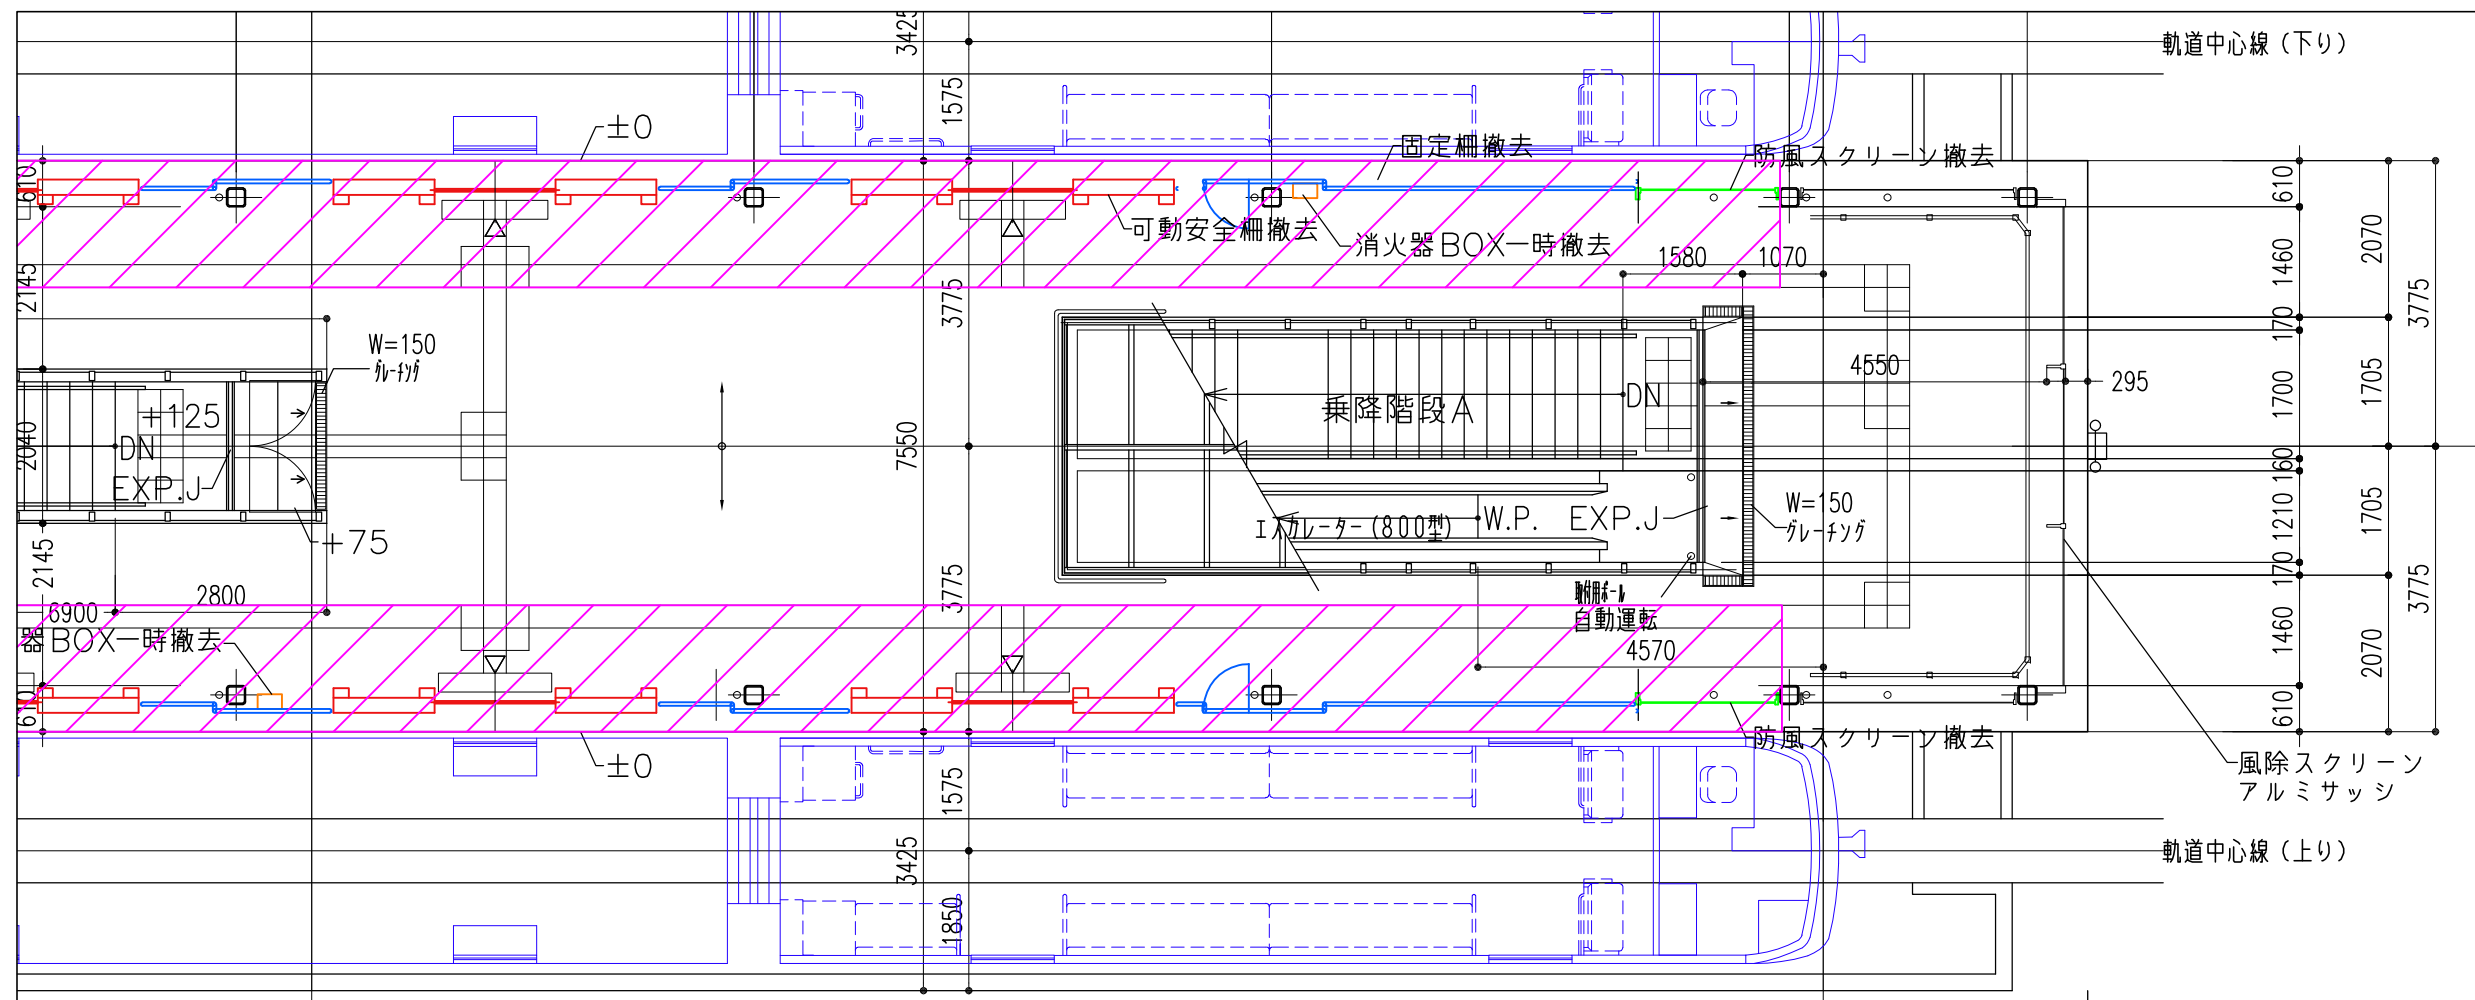 軌道中心線（下り）
3425
1575
±0
固定柵撤去
防風スクリーン撤去
610
610
可動安全柵撤去
消火器BOX一時撤去
1580
1070
1460
2070
2145
3775
3775
170
W=150
グレーチング
4550
295
1700
1705
+125
乗降階段A
DN
2040
DN
7550
EXP.J
160
エスカレーター(800型)
W.P.
EXP.J
W=150
グレーチング
1210
1705
+75
2145
170
3775
3775
2800
6900
自動運転
1460
器BOX一時撤去
4570
2070
610
610
防風スクリーン撤去
±0
風除スクリーン
アルミサッシ
1575
3425
軌道中心線（上り）
1850